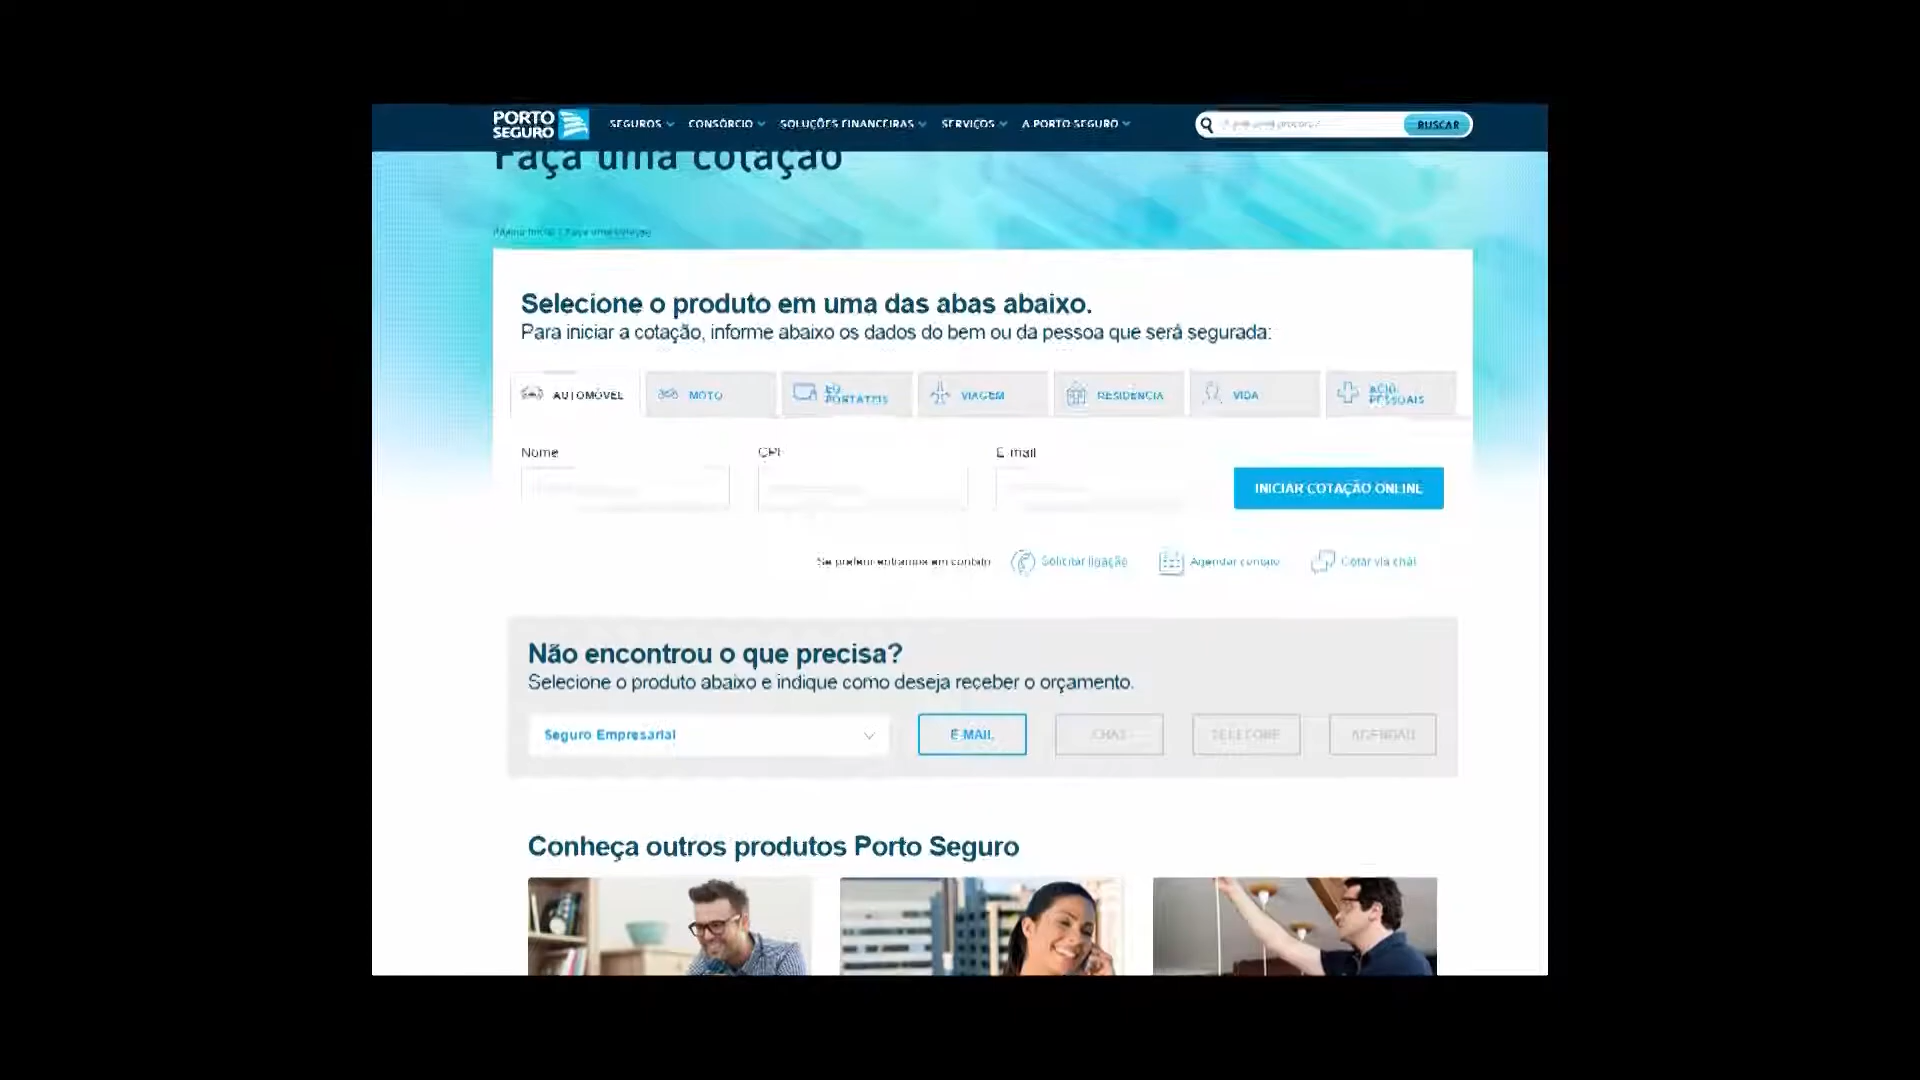 PORTO
SEGURO
SEGUROS
CONSÓRCIO
SOLUÇÕES FINANCEIRAS
SERVIÇOS
A PORTO SEGURO
BUSCAR
Faça uma cotação
Página Inicial / Faça uma cotação
Selecione o produto em uma das abas abaixo.
Para iniciar a cotação, informe abaixo os dados do bem ou da pessoa que será segurada:
AUTOMÓVEL
MOTO
EQ.
PORTÁTEIS
VIAGEM
RESIDÊNCIA
VIDA
ACID.
PESSOAIS
Nome
CPF
E-mail
INICIAR COTAÇÃO ONLINE
Se preferir entramos em contato
Solicitar ligação
Agendar contato
Cotar via chat
Não encontrou o que precisa?
Selecione o produto abaixo e indique como deseja receber o orçamento.
Seguro Empresarial
E-MAIL
CHAT
TELEFONE
AGENDAR
Conheça outros produtos Porto Seguro